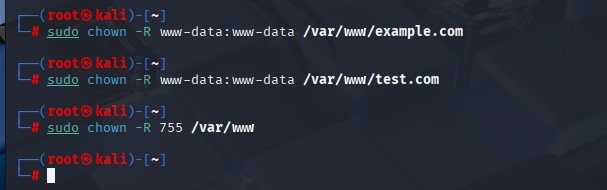 ┌──(root㉿kali)-[~]
└─# sudo chown -R www-data:www-data /var/www/example.com
┌──(root㉿kali)-[~]
└─# sudo chown -R www-data:www-data /var/www/test.com
┌──(root㉿kali)-[~]
└─# sudo chown -R 755 /var/www
┌──(root㉿kali)-[~]
└─#